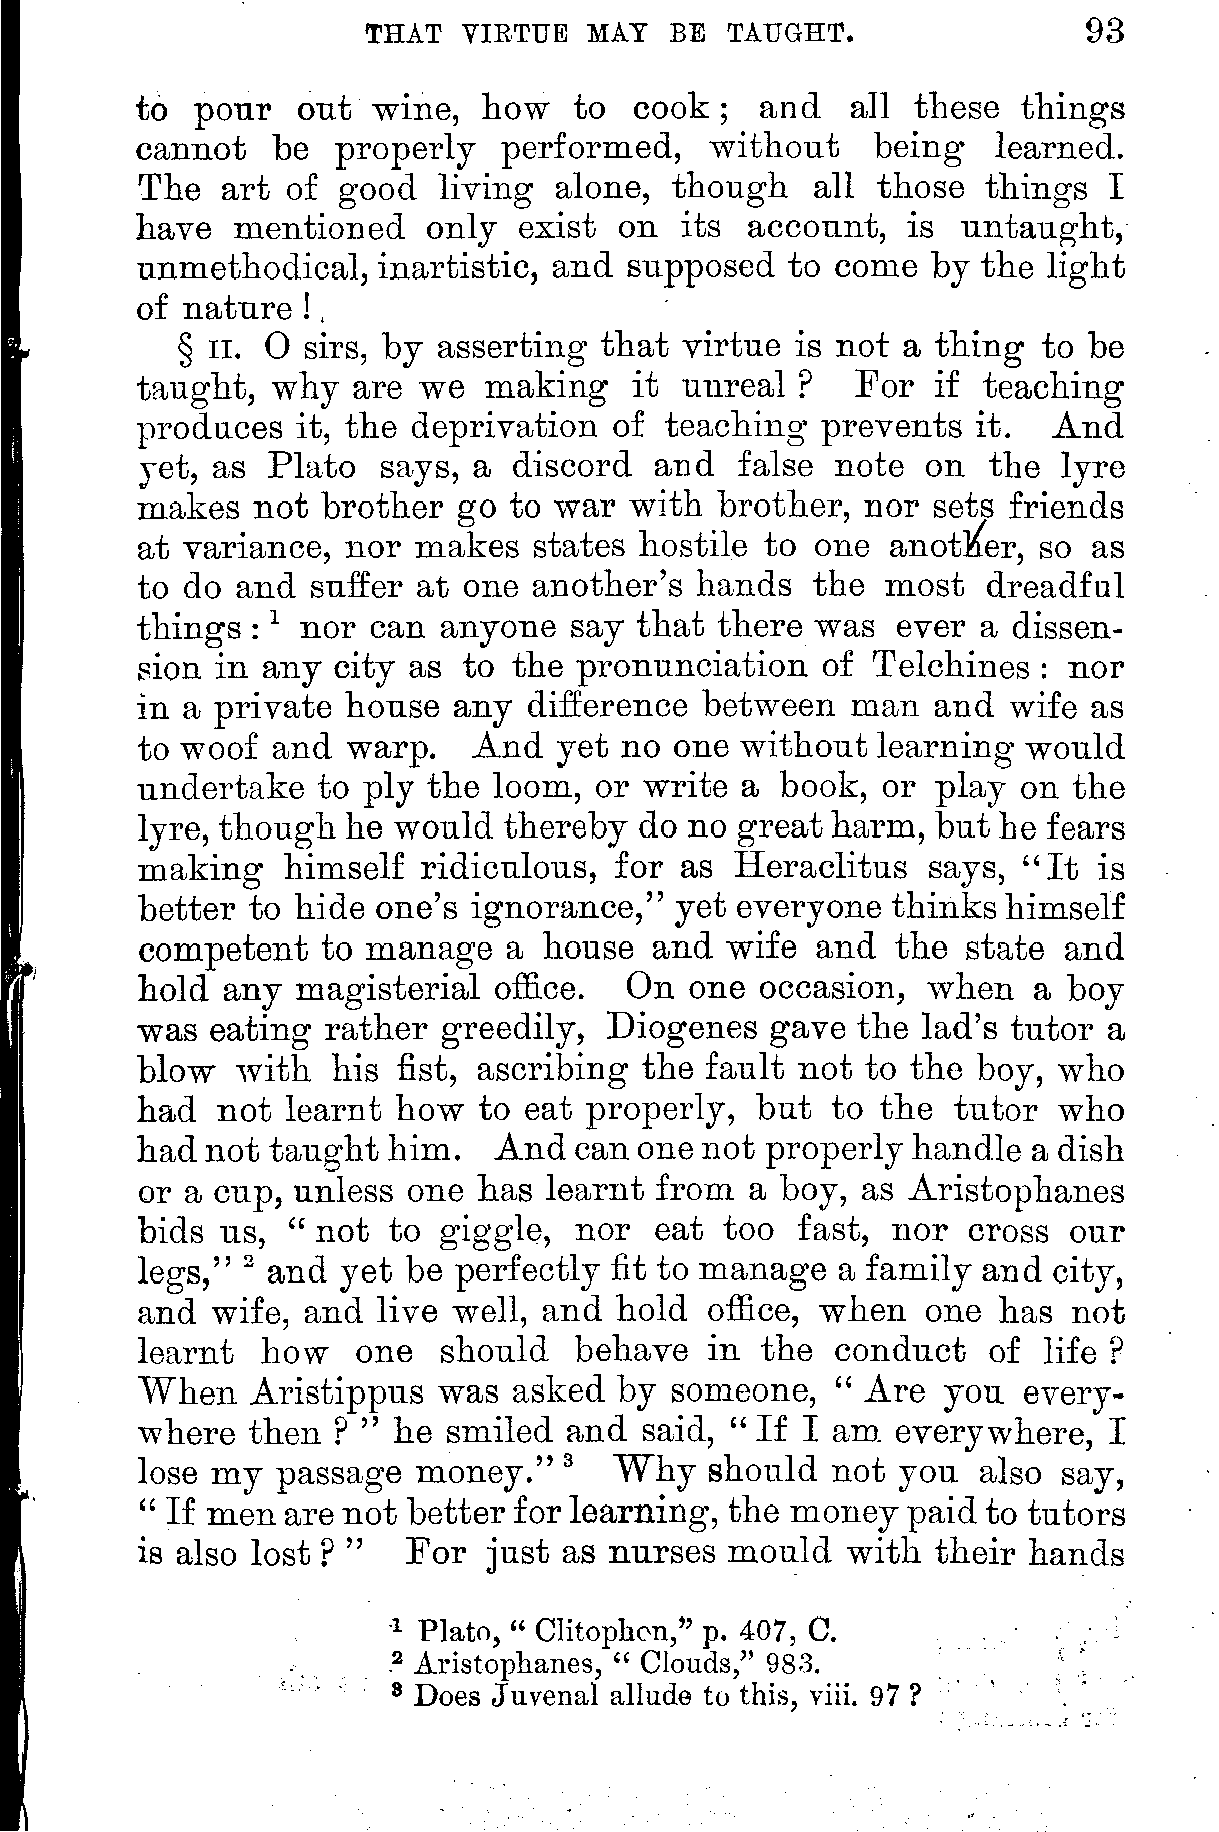 THAT VIRTUE MAY BE TAUGHT. 93
to pour out wine, how to cook; and all these things
cannot be properly performed, without being learned.
The art of good living alone, though all those things I
have mentioned only exist on its account, is untaught,
unmethodical, inartistic, and supposed to come by the light
of nature!
§ II. O sirs, by asserting that virtue is not a thing to be
taught, why are we making it unreal? For if teaching
produces it, the deprivation of teaching prevents it. And
yet, as Plato says, a discord and false note on the lyre
makes not brother go to war with brother, nor sets friends
at variance, nor makes states hostile to one another, so as
to do and suffer at one another's hands the most dreadful
things:¹ nor can anyone say that there was ever a dissen-
sion in any city as to the pronunciation of Telchines: nor
in a private house any difference between man and wife as
to woof and warp. And yet no one without learning would
undertake to ply the loom, or write a book, or play on the
lyre, though he would thereby do no great harm, but he fears
making himself ridiculous, for as Heraclitus says, "It is
better to hide one's ignorance," yet everyone thinks himself
competent to manage a house and wife and the state and
hold any magisterial office. On one occasion, when a boy
was eating rather greedily, Diogenes gave the lad's tutor a
blow with his fist, ascribing the fault not to the boy, who
had not learnt how to eat properly, but to the tutor who
had not taught him. And can one not properly handle a dish
or a cup, unless one has learnt from a boy, as Aristophanes
bids us, "not to giggle, nor eat too fast, nor cross our
legs," ² and yet be perfectly fit to manage a family and city,
and wife, and live well, and hold office, when one has not
learnt how one should behave in the conduct of life?
When Aristippus was asked by someone, "Are you every-
where then?" he smiled and said, "If I am everywhere, I
lose my passage money." ³ Why should not you also say,
"If men are not better for learning, the money paid to tutors
is also lost?" For just as nurses mould with their hands
¹ Plato, "Clitophon," p. 407, C.
² Aristophanes, "Clouds," 983.
³ Does Juvenal allude to this, viii. 97?